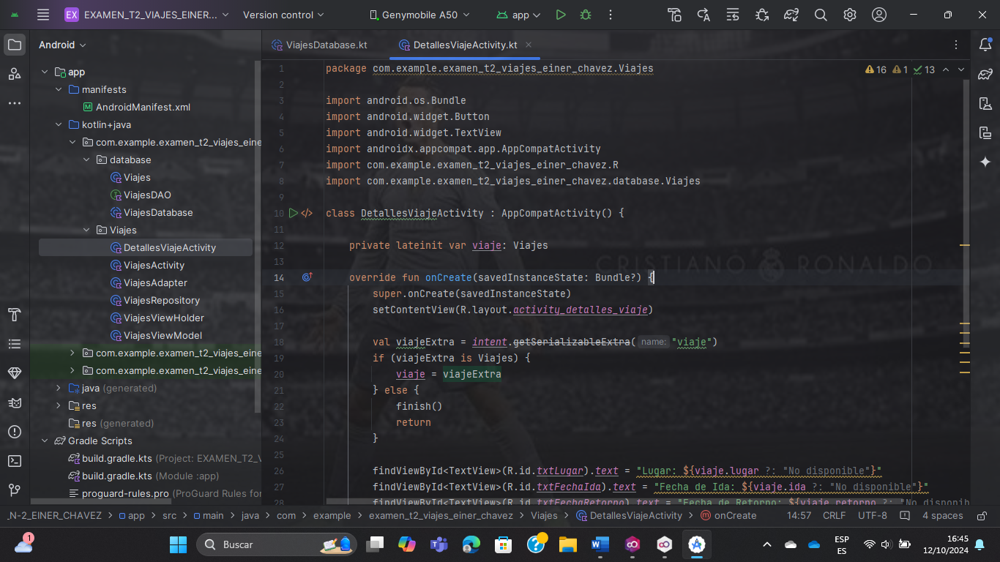 EX EXAMEN_T2_VIAJES_EINER... Version control Genymobile A50 app
Android
app
manifests
AndroidManifest.xml
kotlin+java
com.example.examen_t2_viajes_eine
database
Viajes
ViajesDAO
ViajesDatabase
Viajes
DetallesViajeActivity
ViajesActivity
ViajesAdapter
ViajesRepository
ViajesViewHolder
ViajesViewModel
com.example.examen_t2_viajes_eine
com.example.examen_t2_viajes_eine
java (generated)
res
res (generated)
Gradle Scripts
build.gradle.kts (Project: EXAMEN_T2_V
build.gradle.kts (Module :app)
proguard-rules.pro (ProGuard Rules for
ViajesDatabase.kt DetallesViajeActivity.kt
16 1 13
1 package com.example.examen_t2_viajes_einer_chavez.Viajes
2
3 import android.os.Bundle
4 import android.widget.Button
5 import android.widget.TextView
6 import androidx.appcompat.app.AppCompatActivity
7 import com.example.examen_t2_viajes_einer_chavez.R
8 import com.example.examen_t2_viajes_einer_chavez.database.Viajes
9
10 class DetallesViajeActivity : AppCompatActivity() {
11
12 private lateinit var viaje: Viajes
13
CRISTIANO RONALDO
14 override fun onCreate(savedInstanceState: Bundle?) {
15 super.onCreate(savedInstanceState)
16 setContentView(R.layout.activity_detalles_viaje)
17
18 val viajeExtra = intent.getSerializableExtra( name: "viaje")
19 if (viajeExtra is Viajes) {
20 viaje = viajeExtra
21 } else {
22 finish()
23 return
24 }
25
26 findViewById<TextView>(R.id.txtLugar).text = "Lugar: ${viaje.lugar ?: "No disponible"}"
27 findViewById<TextView>(R.id.txtFechaIda).text = "Fecha de Ida: ${viaje.ida ?: "No disponible"}"
28 findViewById<TextView>(R.id.txtFechaRetorno).text = "Fecha de Retorno: ${viaje.retorno ?: "No disponib
_N-2_EINER_CHAVEZ > app > src > main > java > com > example > examen_t2_viajes_einer_chavez > Viajes > DetallesViajeActivity > onCreate 14:57 CRLF UTF-8 4 spaces
1 Buscar ESP
ES
16:45
12/10/2024